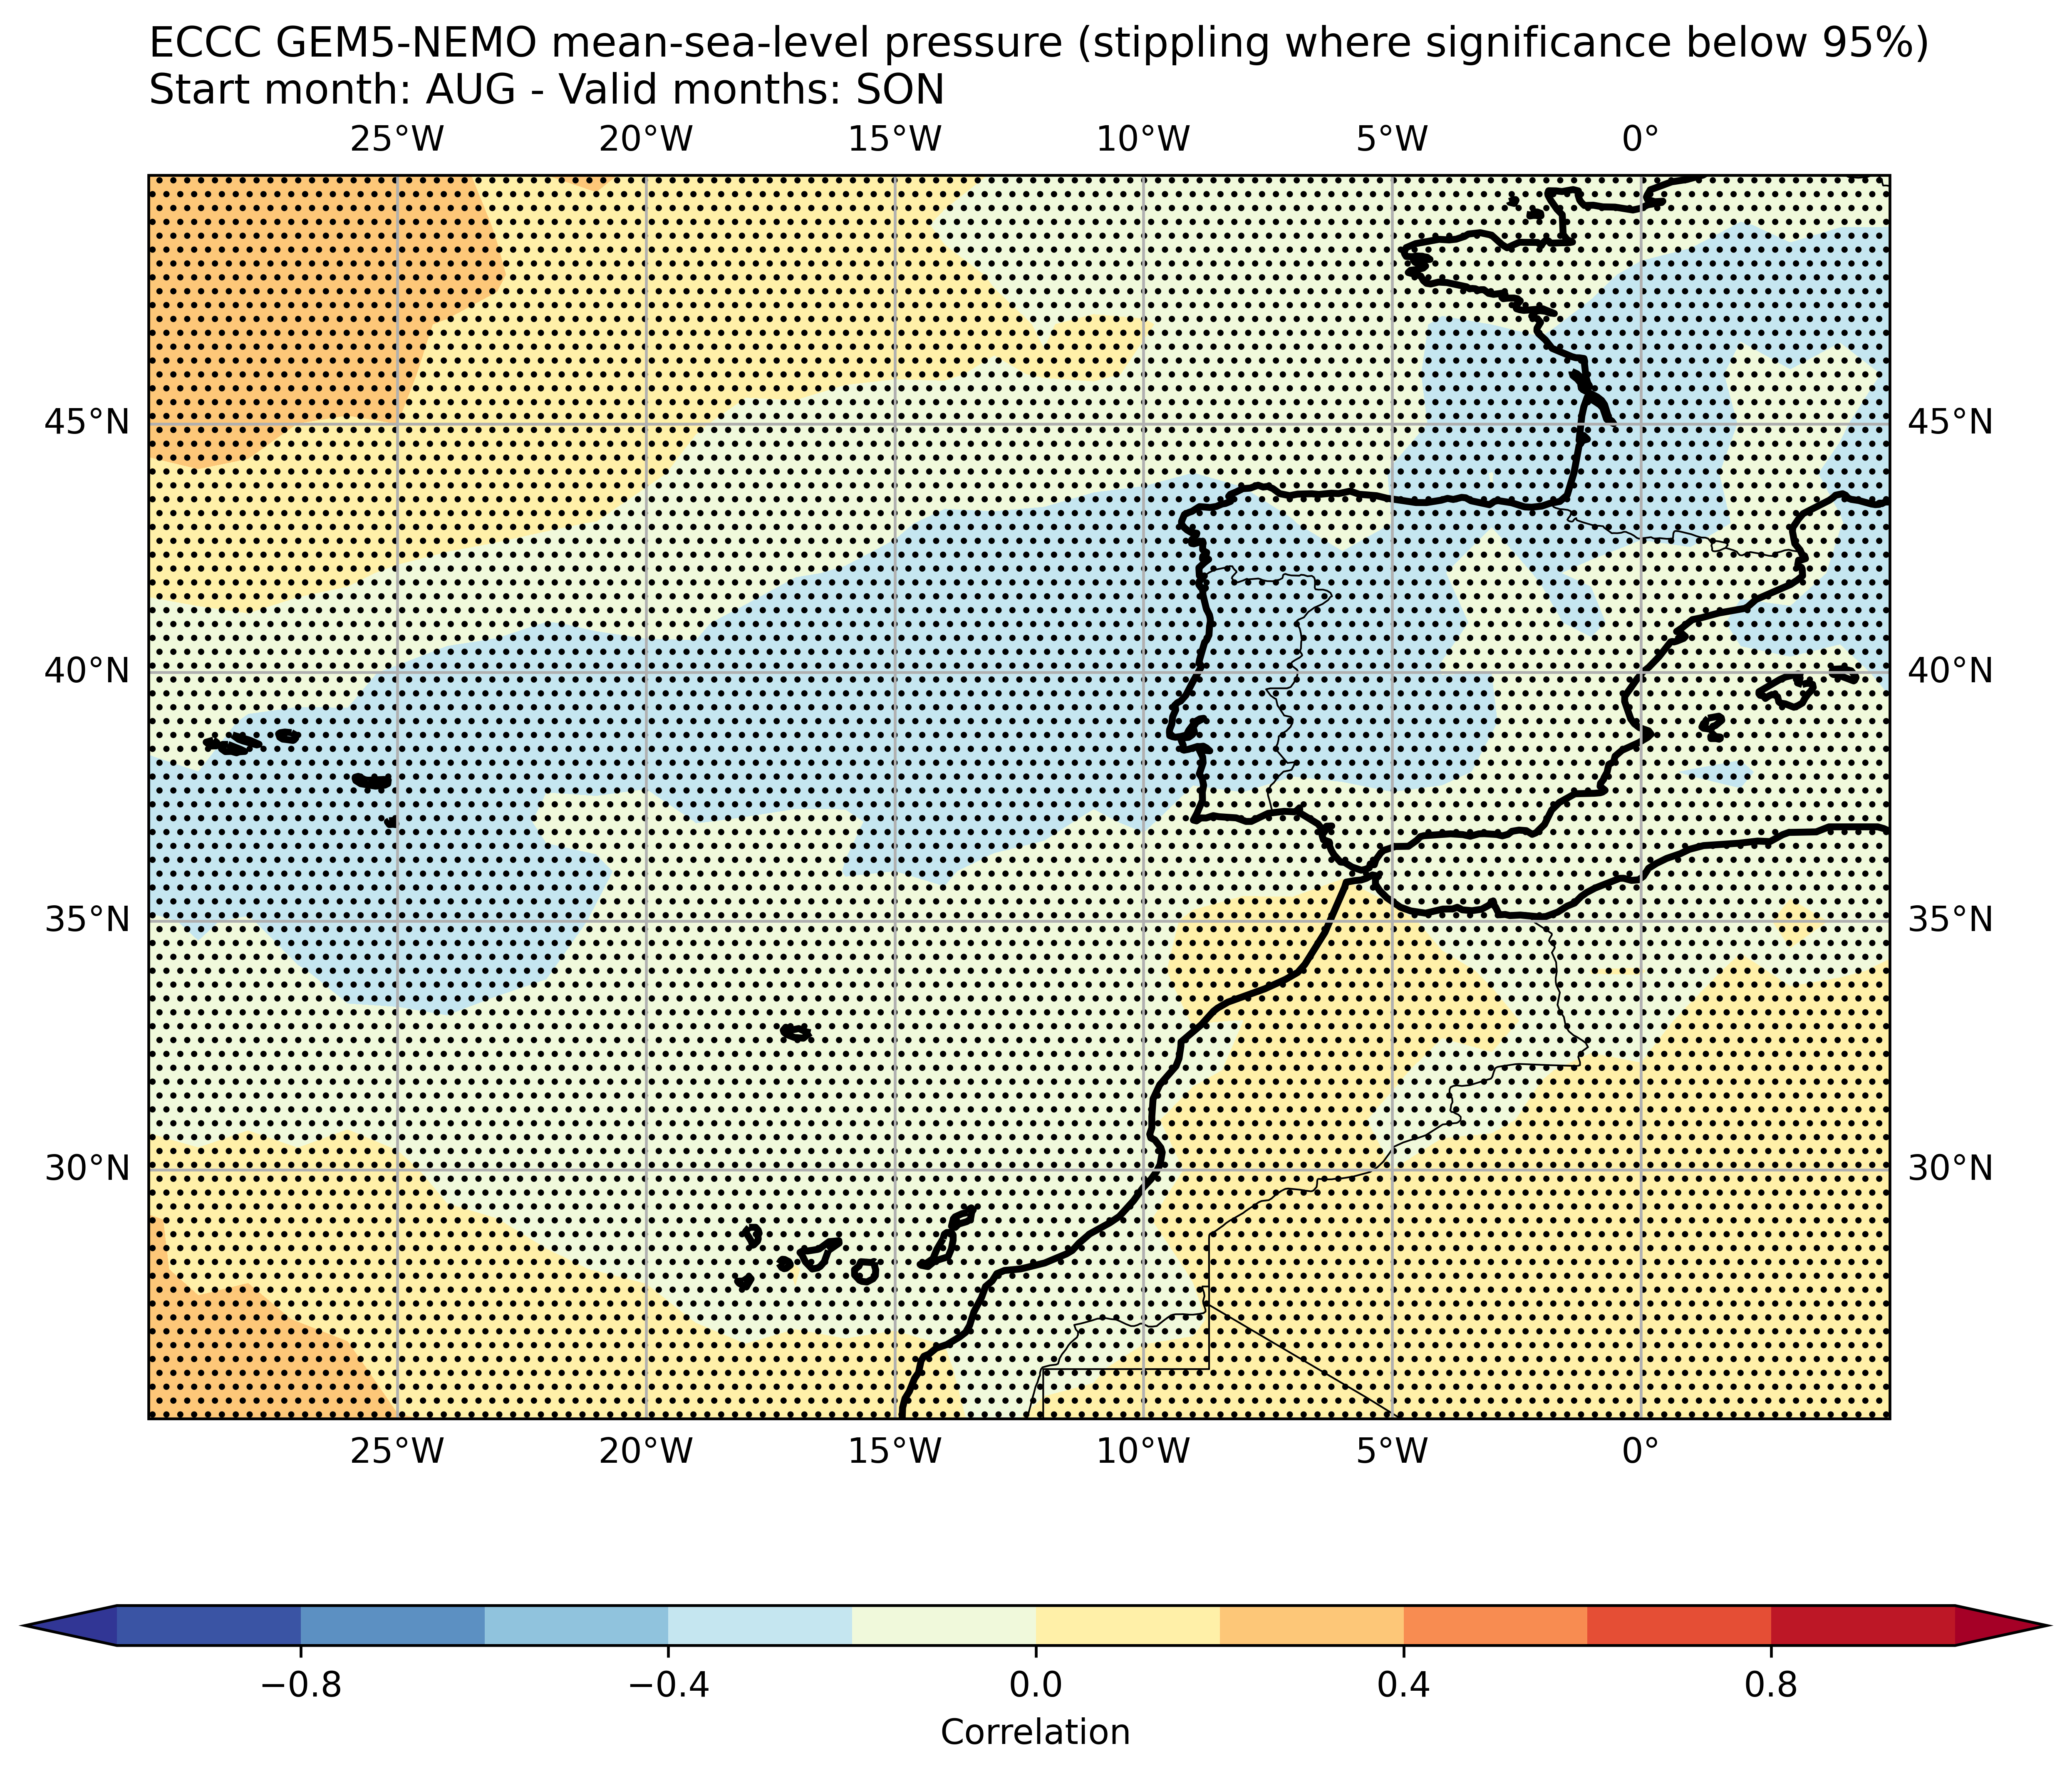 ECCC GEM5-NEMO mean-sea-level pressure (stippling where significance below 95%)
Start month: AUG - Valid months: SON
25°W 20°W 15°W 10°W 5°W 0°
45°N 45°N
40°N 40°N
35°N 35°N
30°N 30°N
25°W 20°W 15°W 10°W 5°W 0°
−0.8 −0.4 0.0 0.4 0.8
Correlation